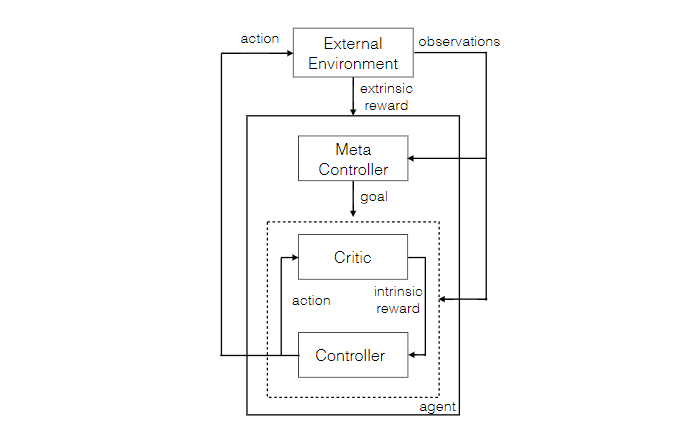 action
External
Environment
observations
extrinsic
reward
Meta
Controller
goal
Critic
action
intrinsic
reward
Controller
agent